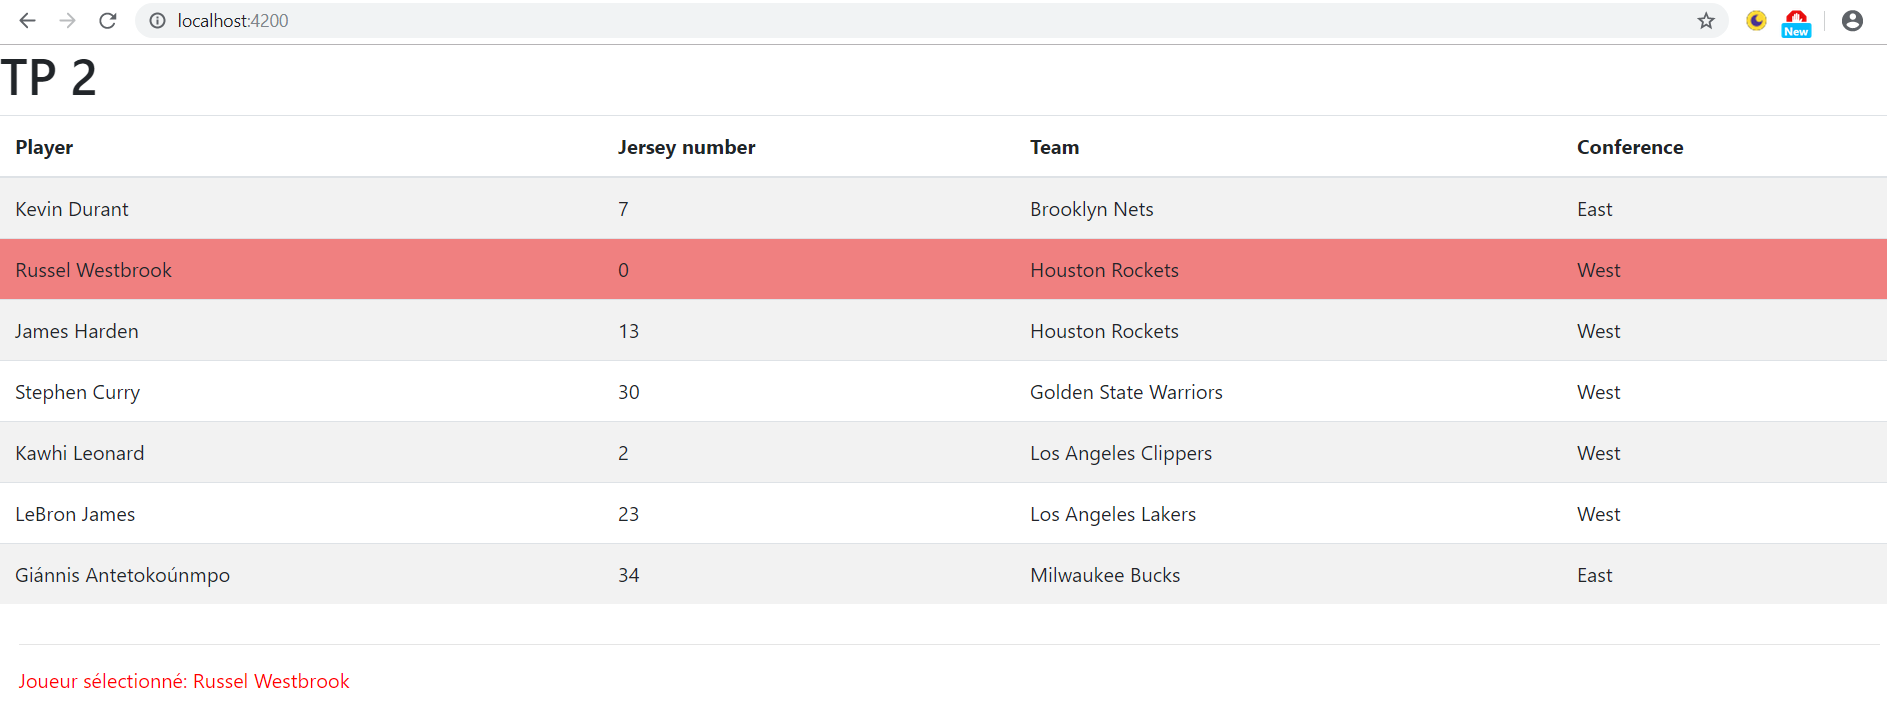 localhost:4200
New
TP 2
Player Jersey number Team Conference
Kevin Durant 7 Brooklyn Nets East
Russel Westbrook 0 Houston Rockets West
James Harden 13 Houston Rockets West
Stephen Curry 30 Golden State Warriors West
Kawhi Leonard 2 Los Angeles Clippers West
LeBron James 23 Los Angeles Lakers West
Giánnis Antetokoúnmpo 34 Milwaukee Bucks East
Joueur sélectionné: Russel Westbrook